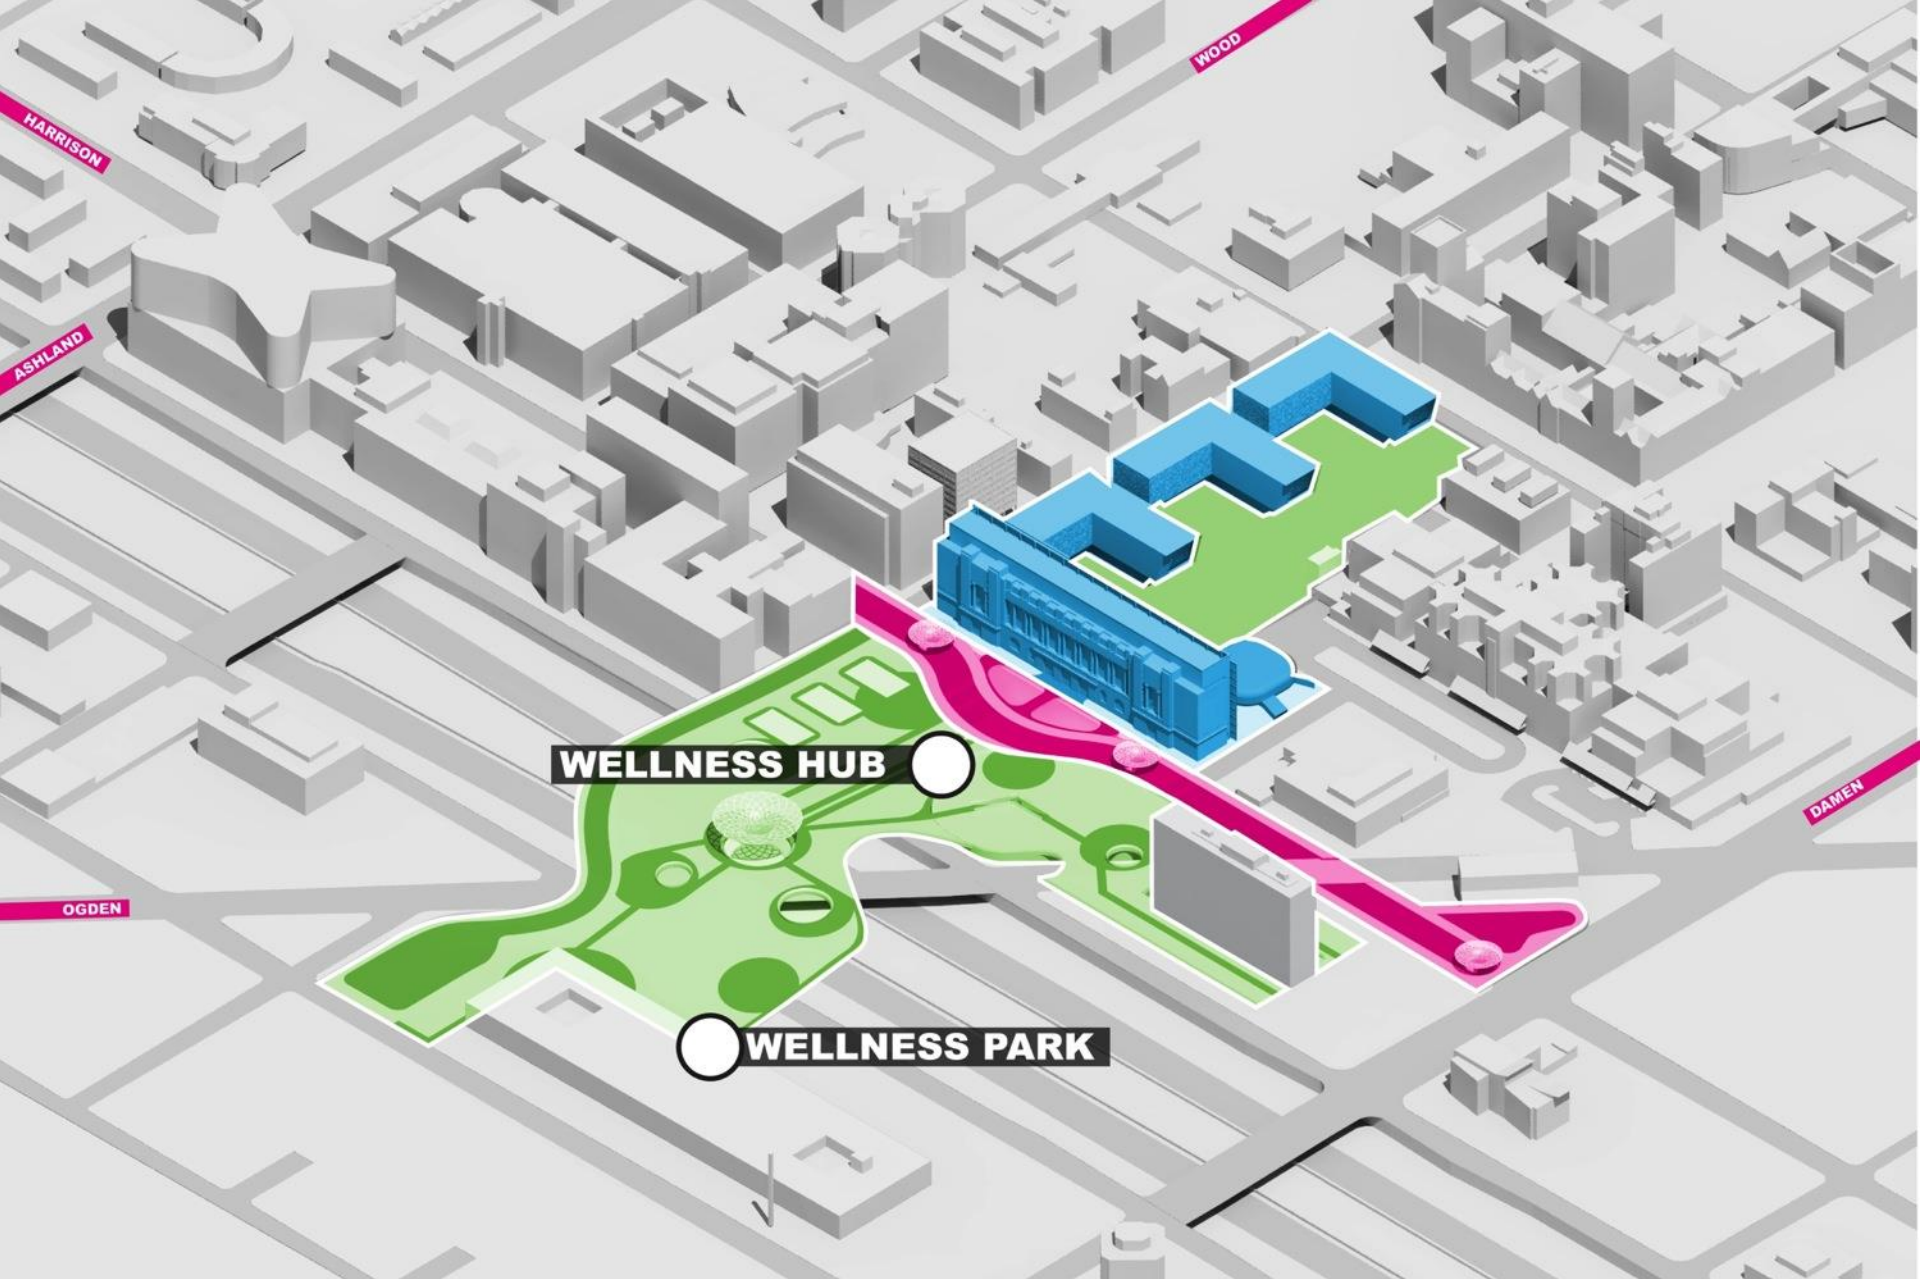 WOOD
HARRISON
ASHLAND
WELLNESS HUB
DAMEN
OGDEN
WELLNESS PARK